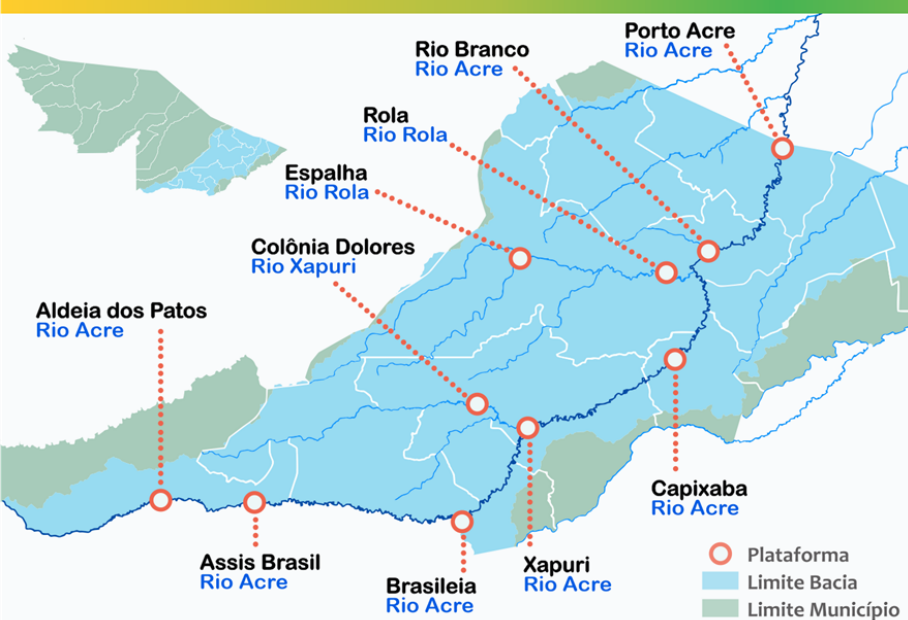 Porto Acre
Rio Acre
Rio Branco
Rio Acre
Rola
Rio Rola
Espalha
Rio Rola
Colônia Dolores
Rio Xapuri
Aldeia dos Patos
Rio Acre
Capixaba
Rio Acre
Assis Brasil
Rio Acre
Brasileia
Rio Acre
Xapuri
Rio Acre
Plataforma
Limite Bacia
Limite Município